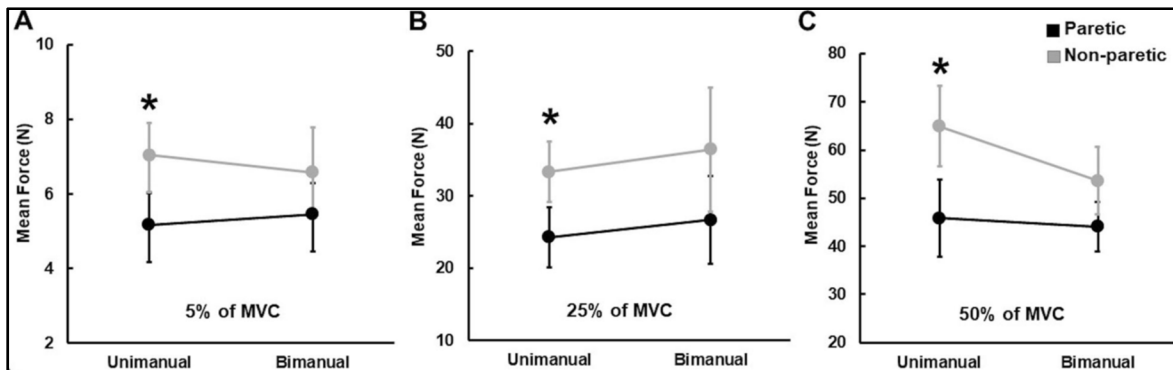 A
Mean Force (N)
10
8
6
4
2
*
5% of MVC
Unimanual Bimanual
B
Mean Force (N)
50
40
30
20
10
*
25% of MVC
Unimanual Bimanual
C
Mean Force (N)
80
70
60
50
40
30
20
*
Paretic
Non-paretic
50% of MVC
Unimanual Bimanual